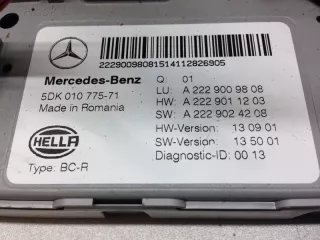 22290098081514112826905
Mercedes-Benz
Q: 01
5DK 010 775-71
LU: A 222 900 98 08
Made in Romania
HW: A 222 901 12 03
SW: A 222 902 42 08
HELLA
HW-Version: 13 09 01
SW-Version: 13 50 01
Type: BC-R
Diagnostic-ID: 00 13